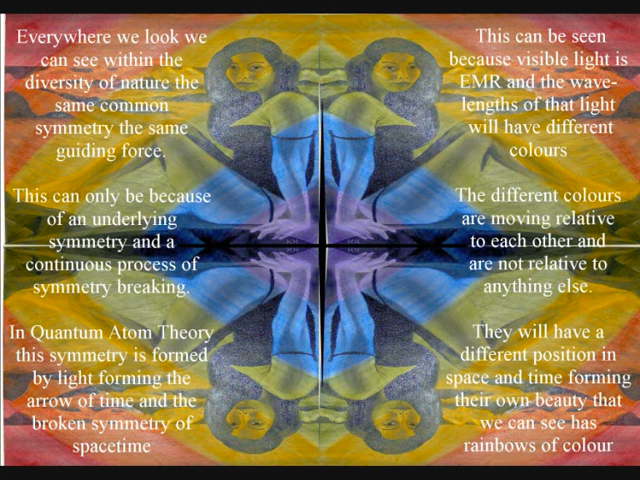 Everywhere we look we
can see within the
diversity of nature the
same common
symmetry the same
guiding force.
This can only be because
of an underlying
symmetry and a
continuous process of
symmetry breaking.
In Quantum Atom Theory
this symmetry is formed
by light forming the
arrow of time and the
broken symmetry of
spacetime
This can be seen
because visible light is
EMR and the wave-
lengths of that light
will have different
colours
The different colours
are moving relative
to each other and
are not relative to
anything else.
They will have a
different position in
space and time forming
their own beauty that
we can see has
rainbows of colour